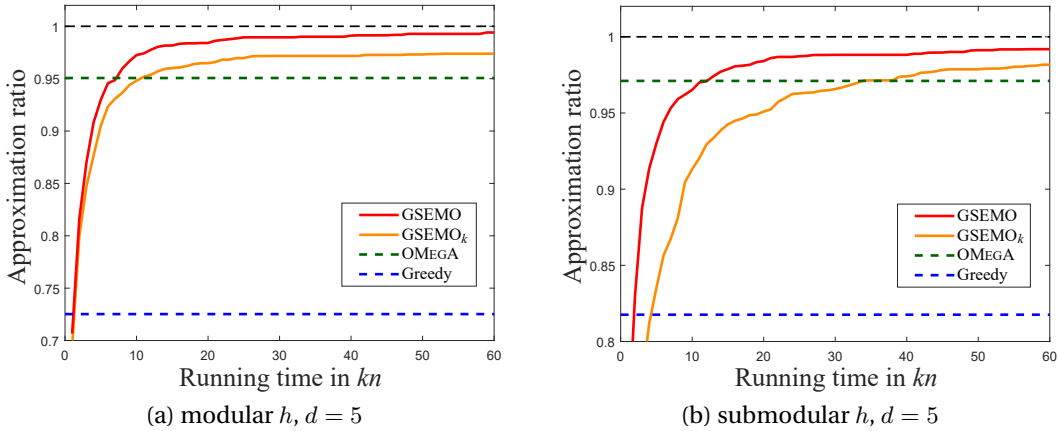 1
0.95
0.9
0.85
0.8
0.75
0.7
Approximation ratio
GSEMO
GSEMOk
OMEGA
Greedy
0 10 20 30 40 50 60
Running time in kn
(a) modular h, d = 5
1
0.95
0.9
0.85
0.8
Approximation ratio
GSEMO
GSEMOk
OMEGA
Greedy
0 10 20 30 40 50 60
Running time in kn
(b) submodular h, d = 5